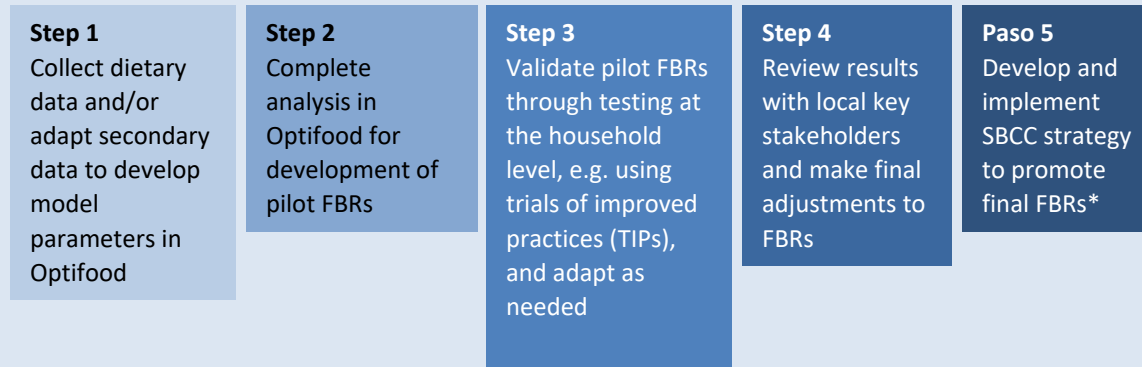 Step 1
Collect dietary
data and/or
adapt secondary
data to develop
model
parameters in
Optifood
Step 2
Complete
analysis in
Optifood for
development of
pilot FBRs
Step 3
Validate pilot FBRs
through testing at
the household
level, e.g. using
trials of improved
practices (TIPs),
and adapt as
needed
Step 4
Review results
with local key
stakeholders
and make final
adjustments to
FBRs
Paso 5
Develop and
implement
SBCC strategy
to promote
final FBRs*